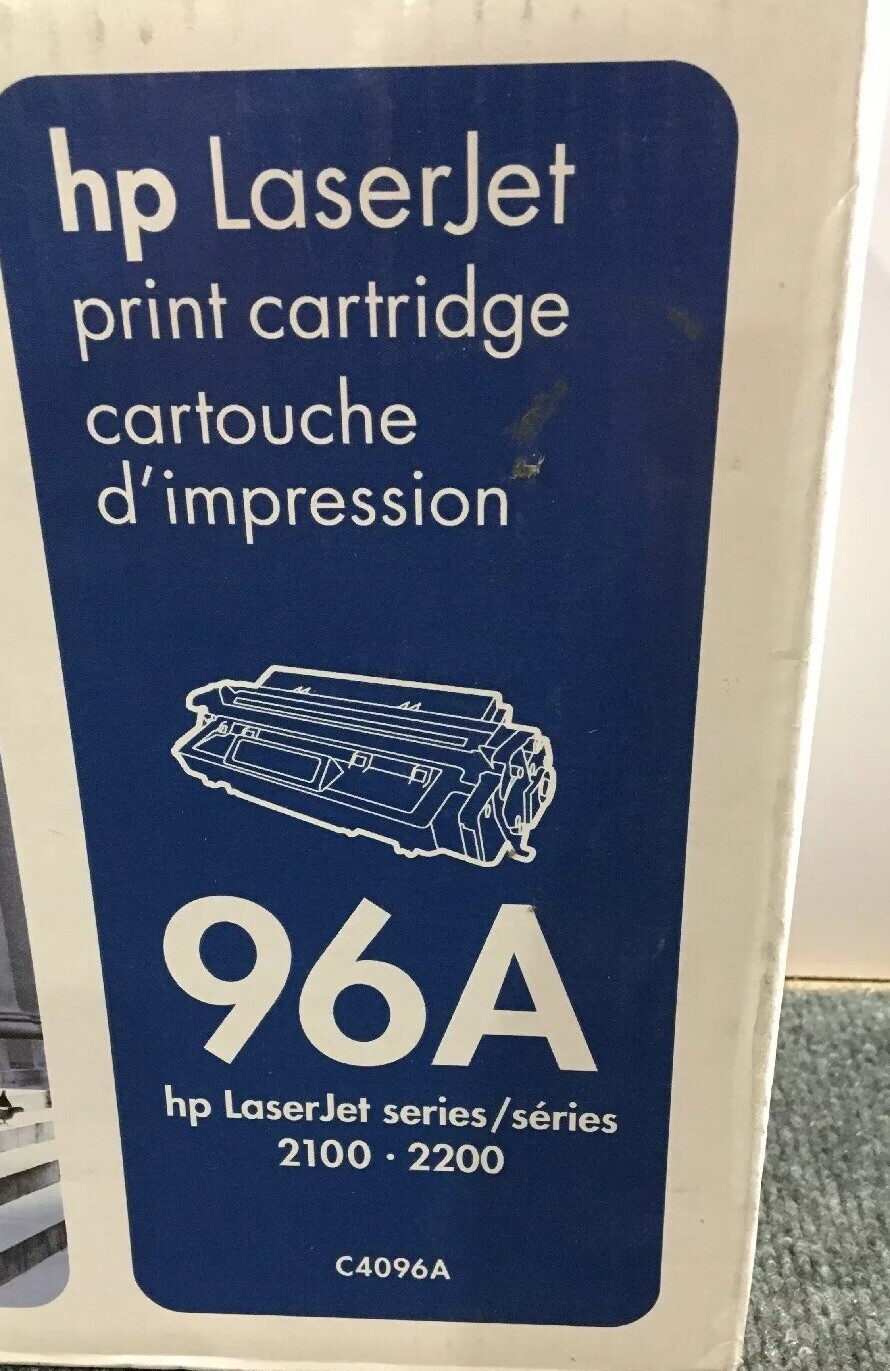 hp LaserJet
print cartridge
cartouche
d'impression
96A
hp LaserJet series/séries
2100 · 2200
C4096A